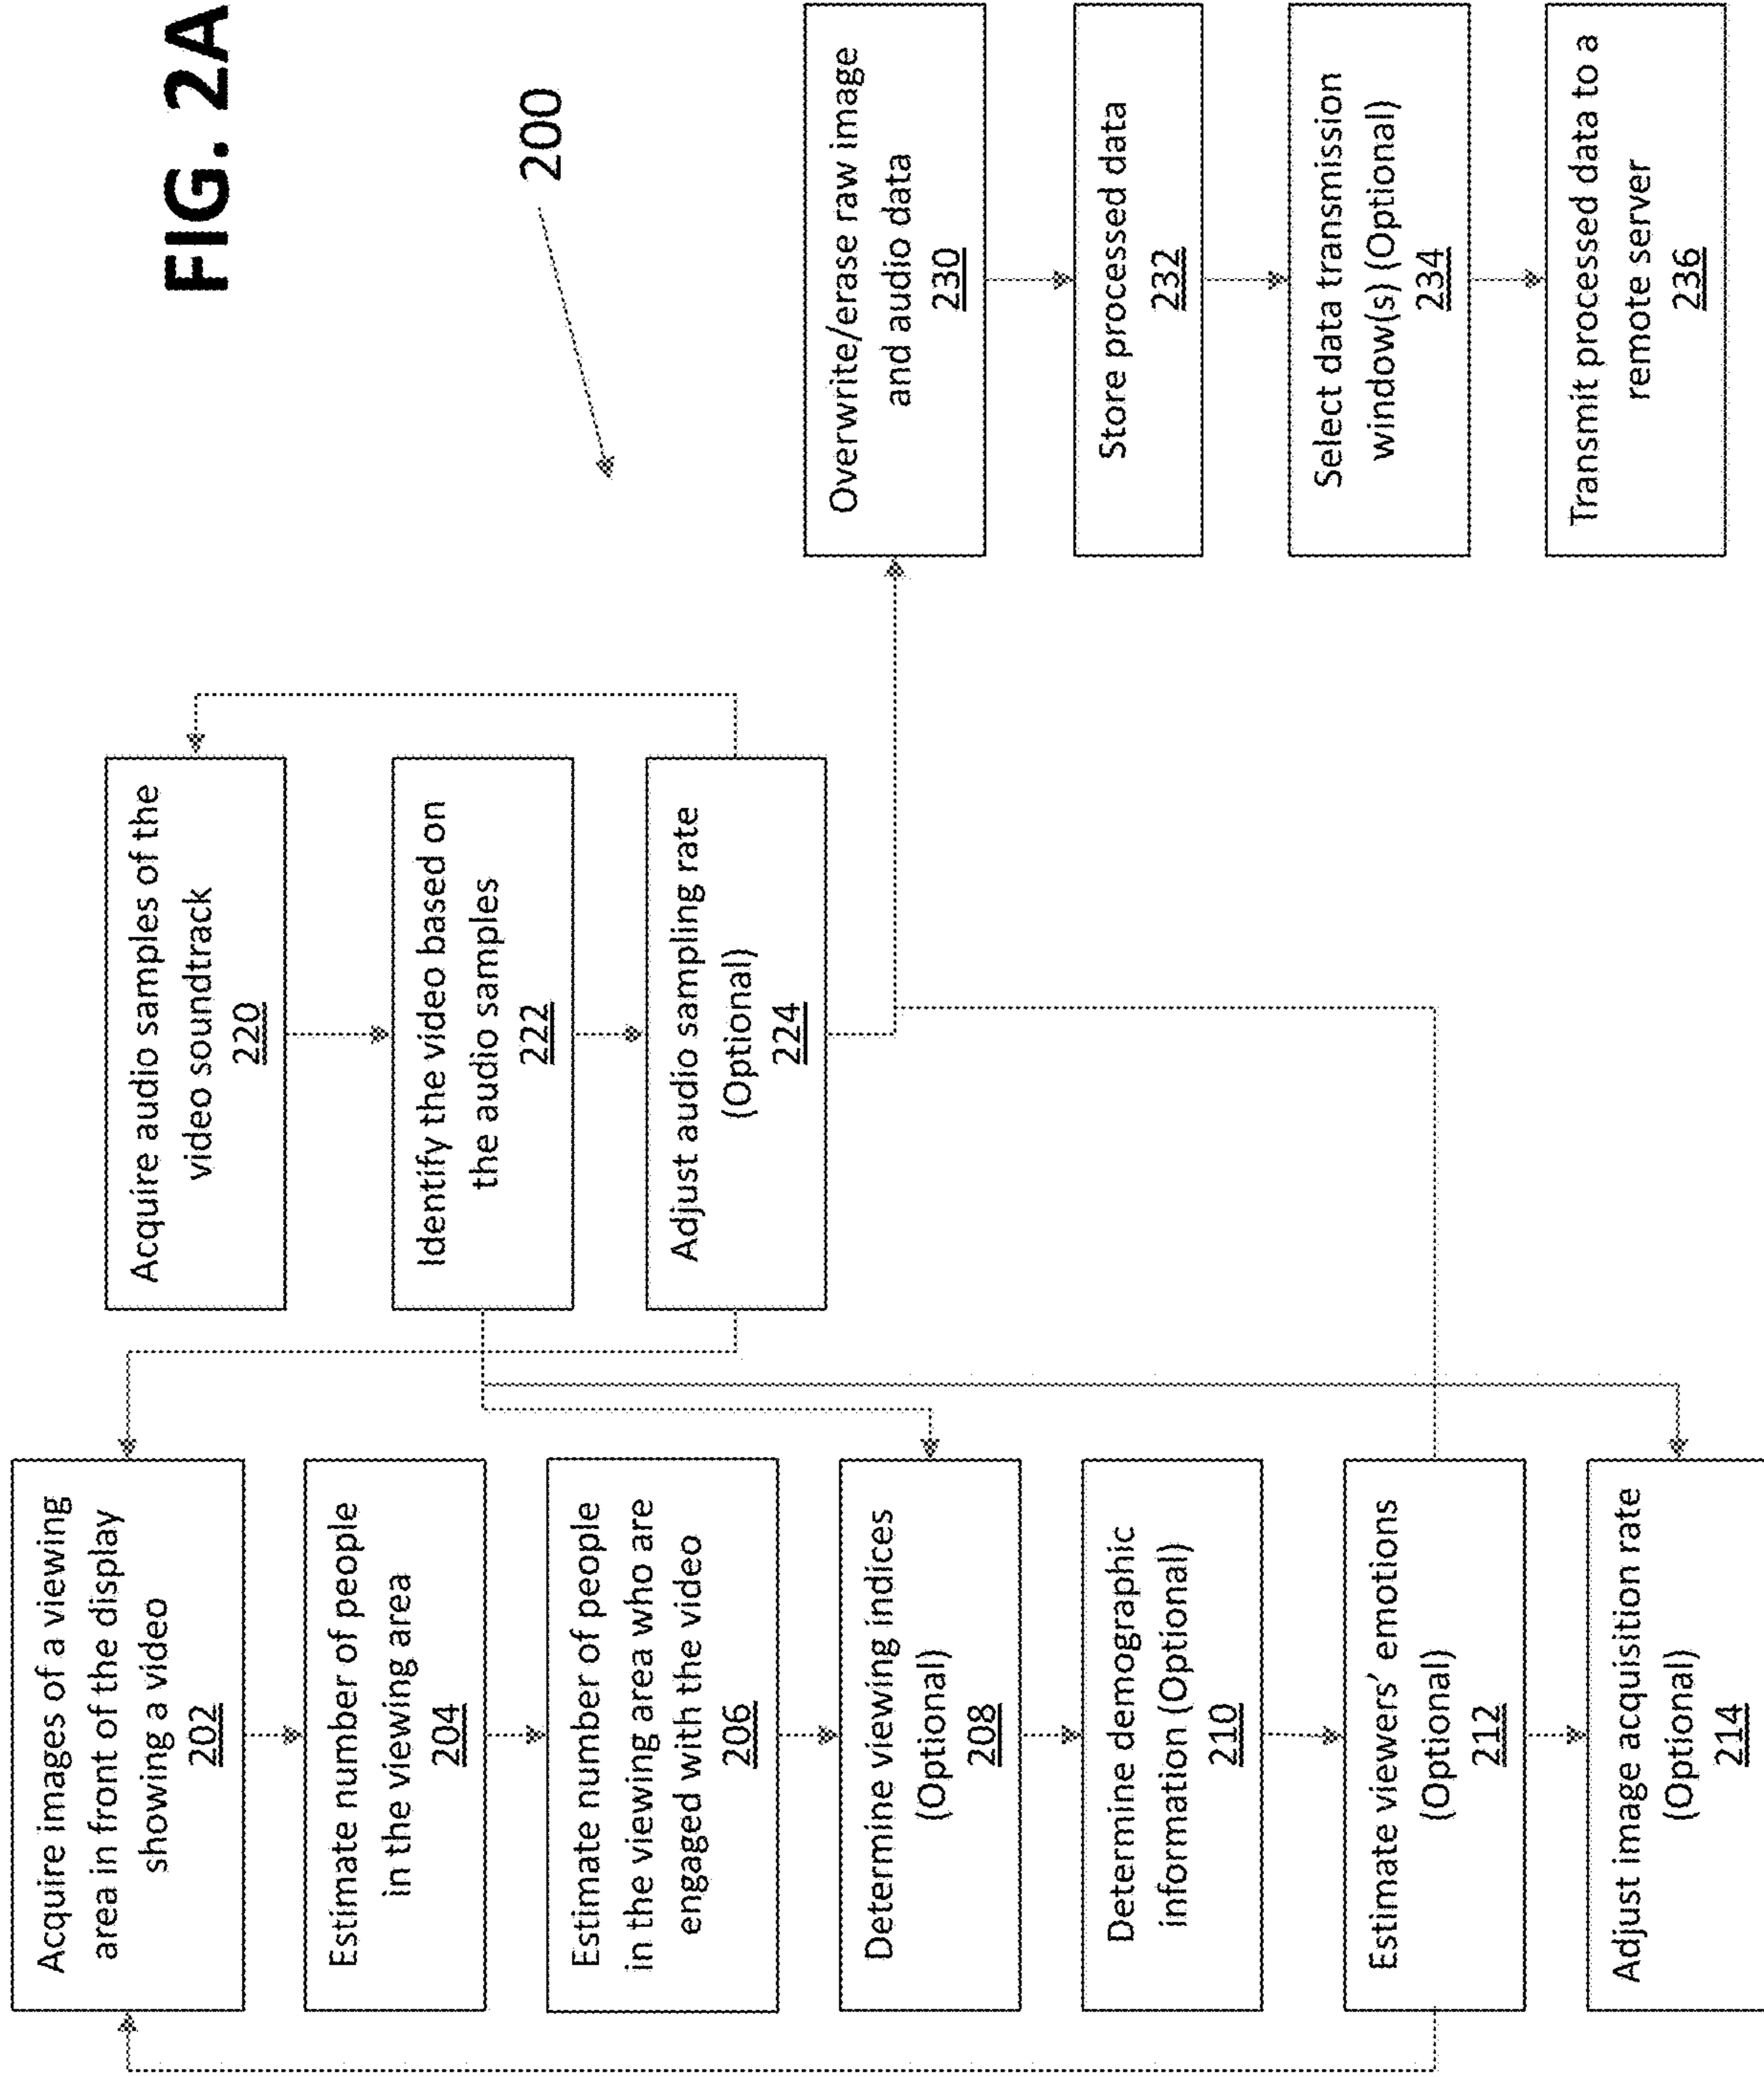 FIG. 2A
200
Acquire images of a viewing
area in front of the display
showing a video
202
Estimate number of people
in the viewing area
204
Estimate number of people
in the viewing area who are
engaged with the video
206
Determine viewing indices
(Optional)
208
Determine demographic
information (Optional)
210
Estimate viewers’ emotions
(Optional)
212
Adjust image acquisition rate
(Optional)
214
Acquire audio samples of the
video soundtrack
220
Identify the video based on
the audio samples
222
Adjust audio sampling rate
(Optional)
224
Overwrite/erase raw image
and audio data
230
Store processed data
232
Select data transmission
window(s) (Optional)
234
Transmit processed data to a
remote server
236